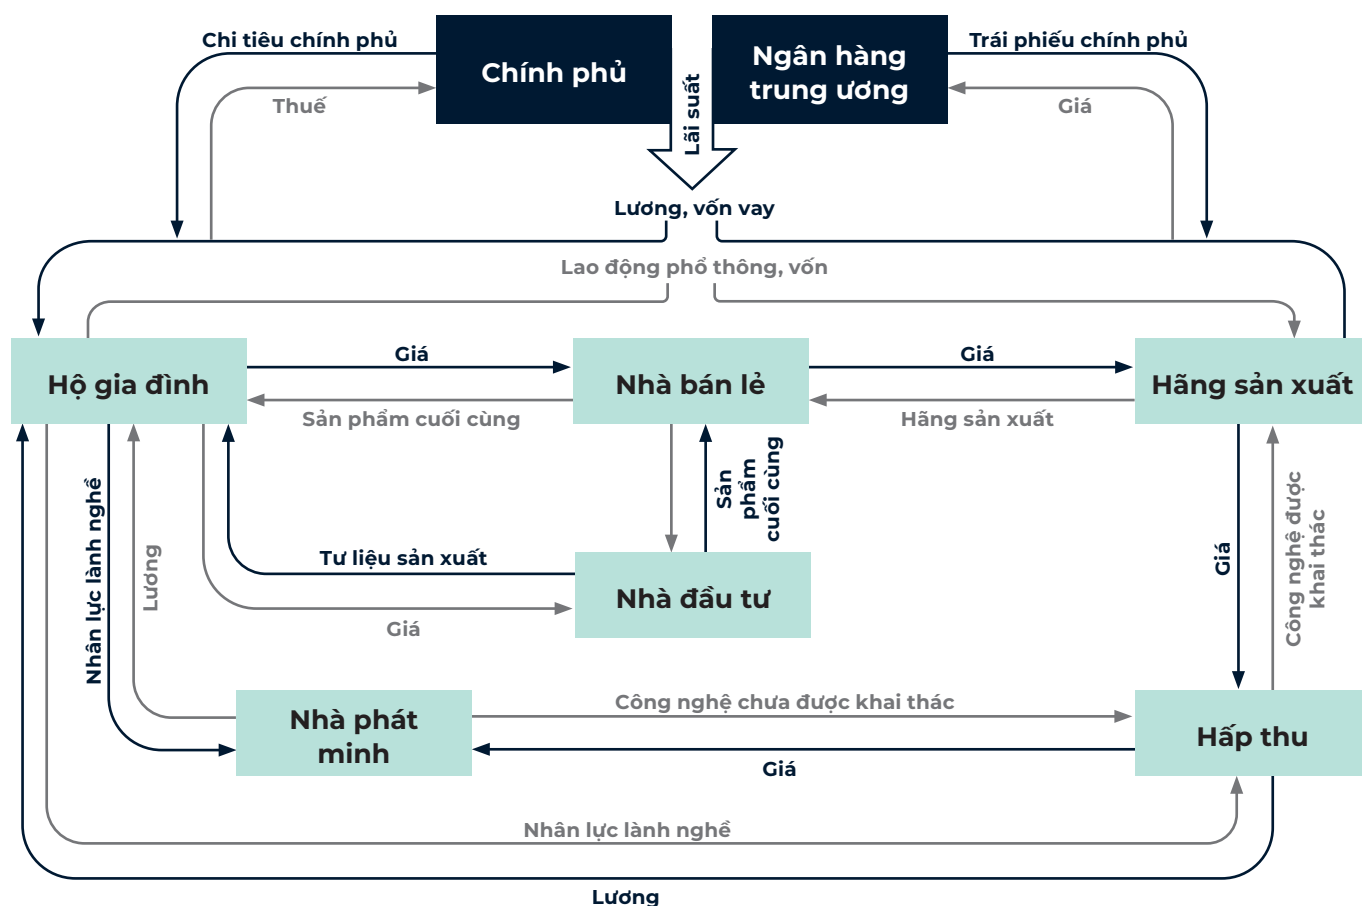 Chi tiêu chính phủ
Chính phủ
Ngân hàng
trung ương
Trái phiếu chính phủ
Thuế
Lãi suất
Giá
Lương, vốn vay
Lao động phổ thông, vốn
Hộ gia đình
Giá
Nhà bán lẻ
Giá
Hãng sản xuất
Sản phẩm cuối cùng
Hãng sản xuất
Sản
phẩm
cuối cùng
Nhân lực lành nghề
Lương
Tư liệu sản xuất
Nhà đầu tư
Giá
Giá
Công nghệ được
khai thác
Nhà phát
minh
Công nghệ chưa được khai thác
Hấp thu
Giá
Nhân lực lành nghề
Lương